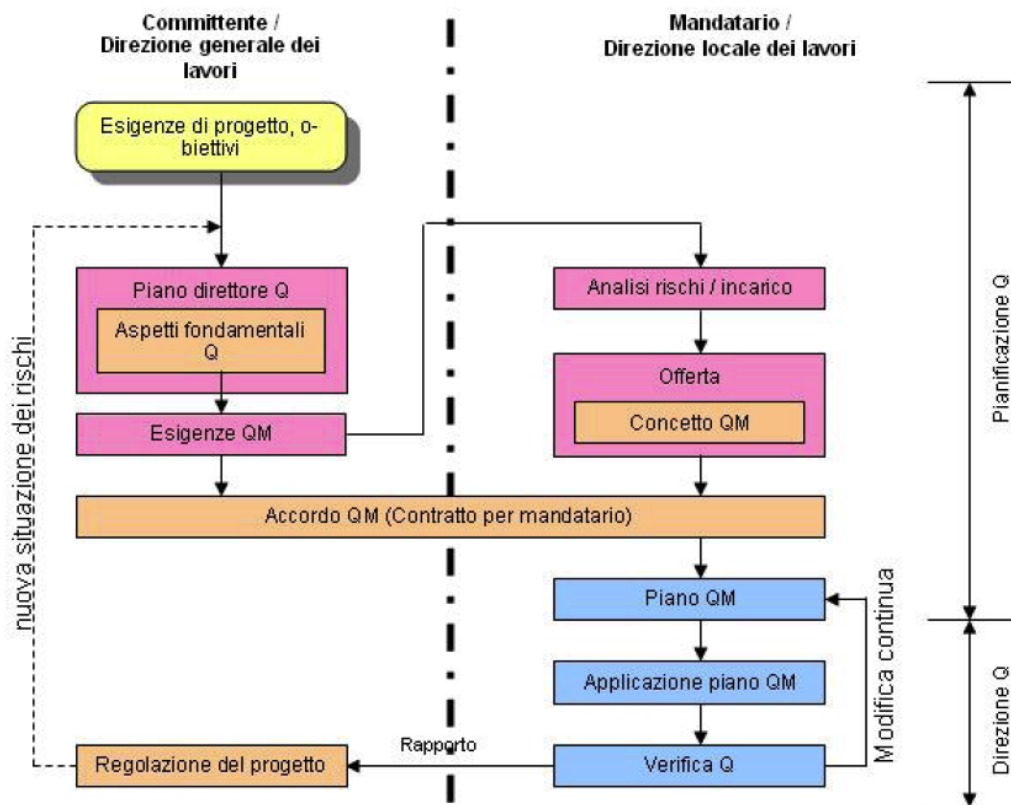 Committente /
Direzione generale dei
lavori
Mandatario /
Direzione locale dei lavori
Esigenze di progetto, o-
biettivi
Piano direttore Q
Aspetti fondamentali
Q
Esigenze QM
Analisi rischi / incarico
Offerta
Concetto QM
Accordo QM (Contratto per mandatario)
Piano QM
Applicazione piano QM
Verifica Q
Rapporto
Regolazione del progetto
nuova situazione dei rischi
Modifica continua
Pianificazione Q
Direzione Q